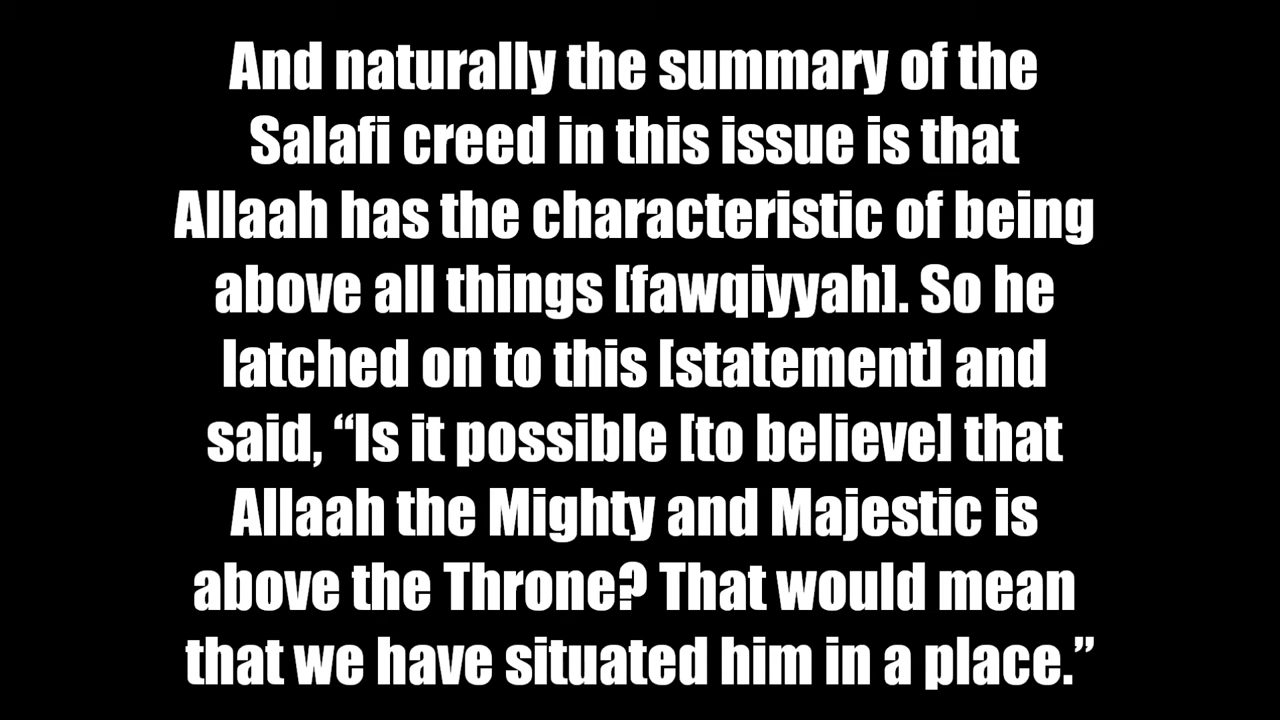 And naturally the summary of the
Salafi creed in this issue is that
Allaah has the characteristic of being
above all things [fawqiyyah]. So he
latched on to this [statement] and
said, “Is it possible [to believe] that
Allaah the Mighty and Majestic is
above the Throne? That would mean
that we have situated him in a place.”